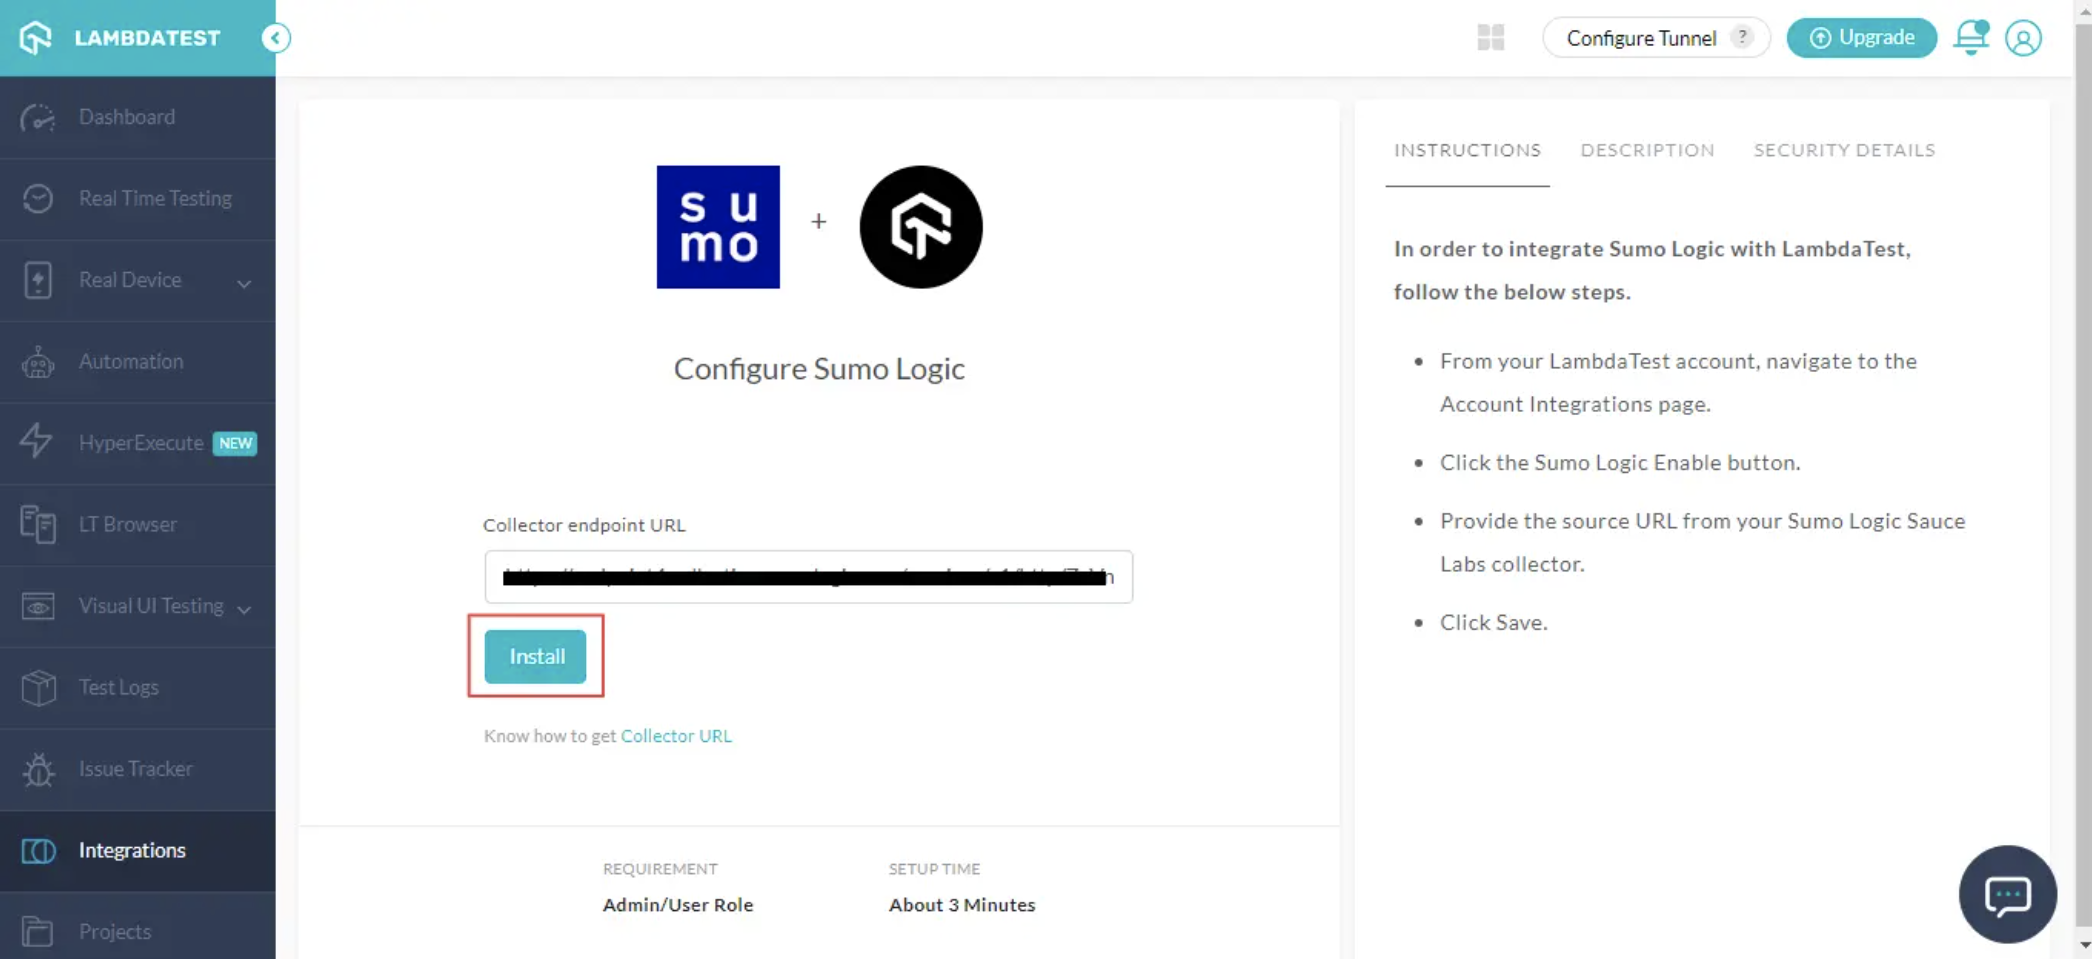 LAMBDATEST
Configure Tunnel ?
Upgrade
Dashboard
Real Time Testing
Real Device
Automation
HyperExecute NEW
LT Browser
Visual UI Testing
Test Logs
Issue Tracker
Integrations
Projects
su
mo
+
Configure Sumo Logic
Collector endpoint URL
Install
Know how to get Collector URL
REQUIREMENT
Admin/User Role
SETUP TIME
About 3 Minutes
INSTRUCTIONS DESCRIPTION SECURITY DETAILS
In order to integrate Sumo Logic with LambdaTest,
follow the below steps.
• From your LambdaTest account, navigate to the
Account Integrations page.
• Click the Sumo Logic Enable button.
• Provide the source URL from your Sumo Logic Sauce
Labs collector.
• Click Save.